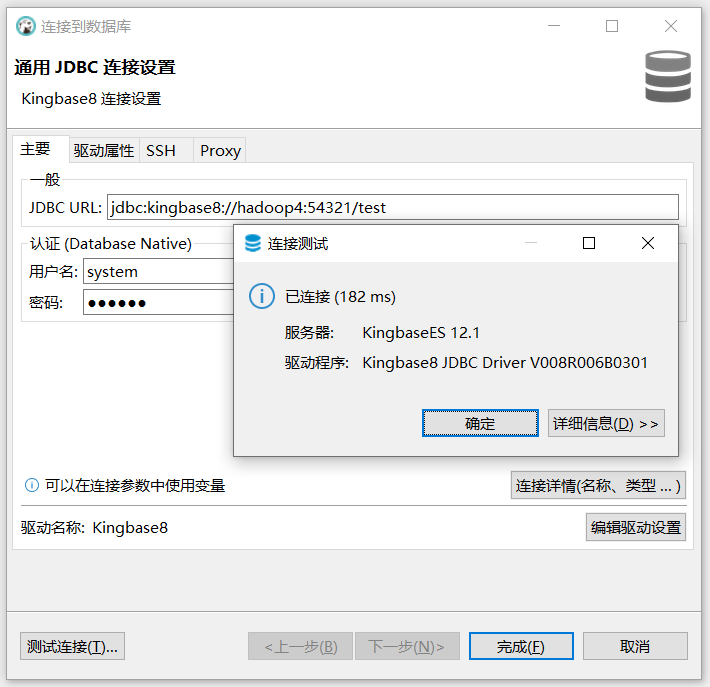 连接到数据库
通用 JDBC 连接设置
Kingbase8 连接设置
主要 驱动属性 SSH Proxy
一般
JDBC URL: jdbc:kingbase8://hadoop4:54321/test
认证 (Database Native)
用户名: system
密码: ●●●●●●
连接测试
已连接 (182 ms)
服务器: KingbaseES 12.1
驱动程序: Kingbase8 JDBC Driver V008R006B0301
确定 详细信息(D) >>
可以在连接参数中使用变量 连接详情(名称、类型 ... )
驱动名称: Kingbase8 编辑驱动设置
测试连接(T)... <上一步(B) 下一步(N)> 完成(F) 取消